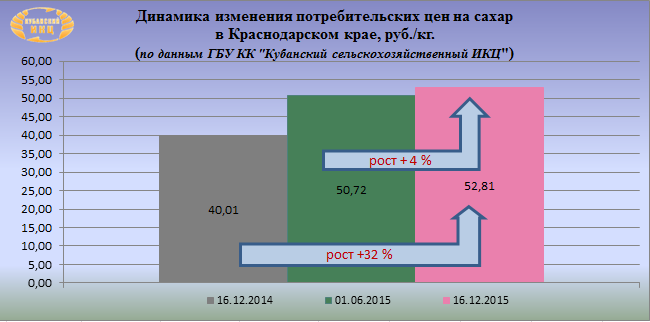 КУБАНСКИЙ
ИКЦ
Динамика изменения потребительских цен на сахар
в Краснодарском крае, руб./кг.
(по данным ГБУ КК "Кубанский сельскохозяйственный ИКЦ")
60,00
55,00
50,00
45,00
40,00
35,00
30,00
25,00
20,00
15,00
10,00
5,00
0,00
рост + 4 %
40,01
50,72
52,81
рост +32 %
16.12.2014
01.06.2015
16.12.2015